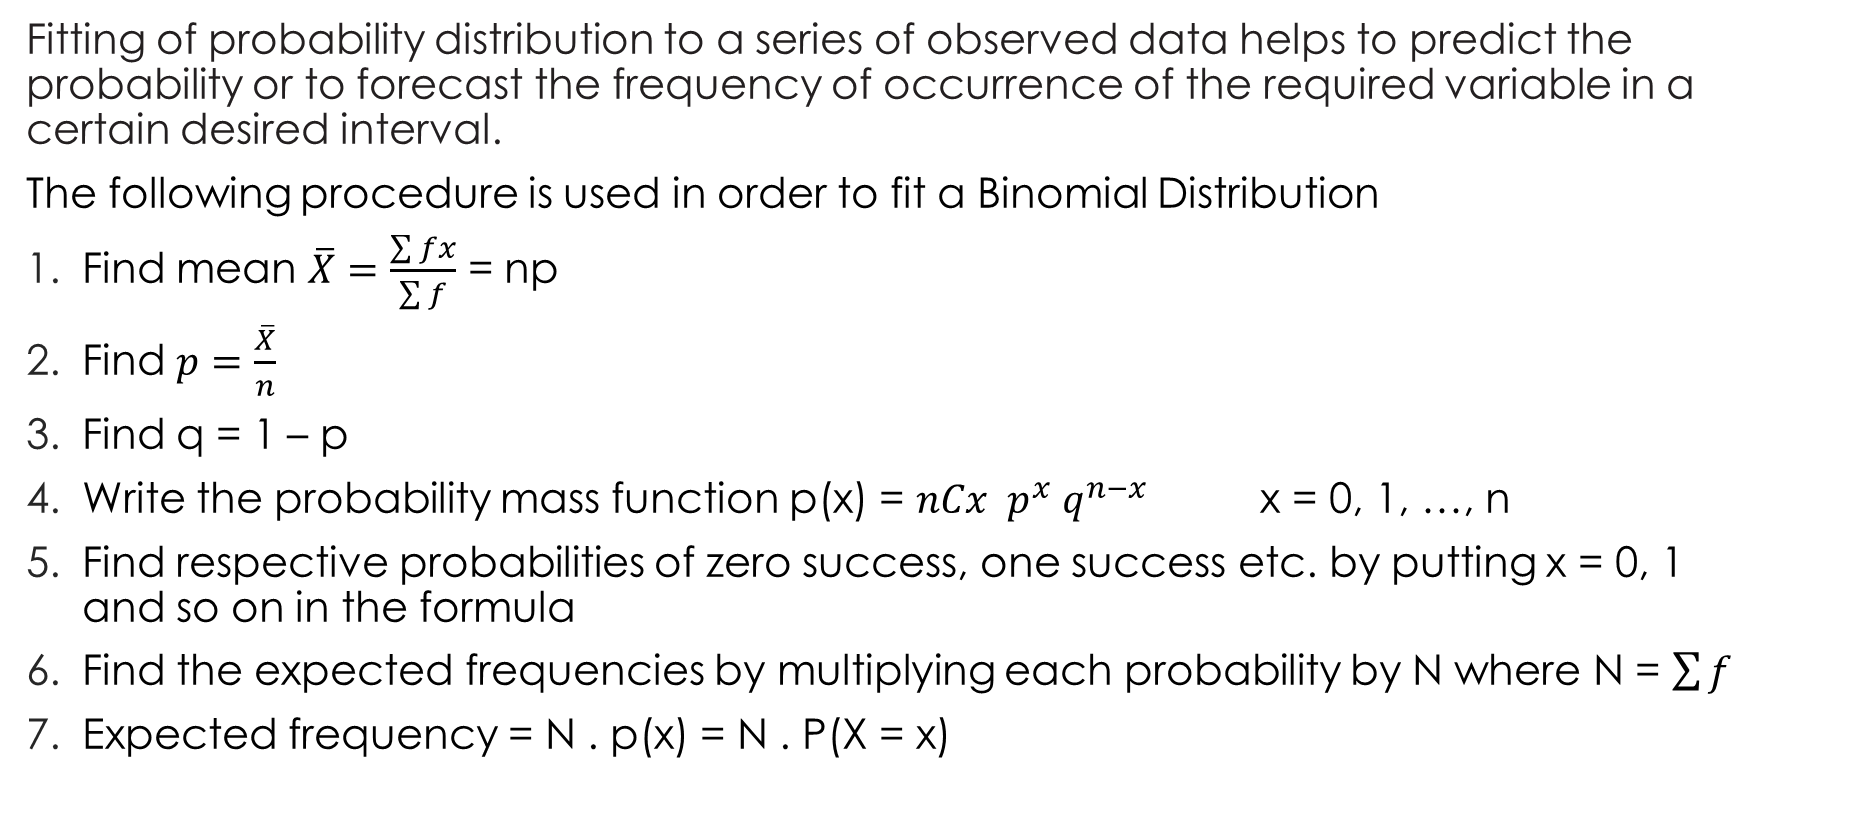 Fitting of probability distribution to a series of observed data helps to predict the
probability or to forecast the frequency of occurrence of the required variable in a
certain desired interval.
The following procedure is used in order to fit a Binomial Distribution
1. Find mean X̅ = ∑fx / ∑f = np
2. Find p = X̅ / n
3. Find q = 1 – p
4. Write the probability mass function p(x) = nCx pˣ qⁿ⁻ˣ x = 0, 1, …, n
5. Find respective probabilities of zero success, one success etc. by putting x = 0, 1
and so on in the formula
6. Find the expected frequencies by multiplying each probability by N where N = ∑f
7. Expected frequency = N . p(x) = N . P(X = x)